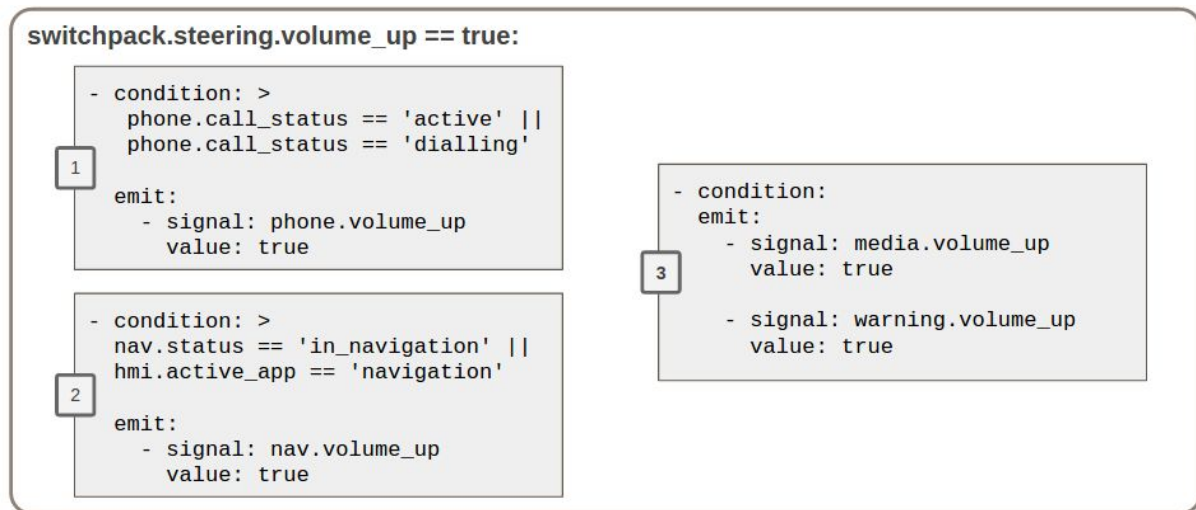 switchpack.steering.volume_up == true:
1
- condition: >
phone.call_status == 'active' ||
phone.call_status == 'dialling'
emit:
- signal: phone.volume_up
value: true
2
- condition: >
nav.status == 'in_navigation' ||
hmi.active_app == 'navigation'
emit:
- signal: nav.volume_up
value: true
3
- condition:
emit:
- signal: media.volume_up
value: true
- signal: warning.volume_up
value: true